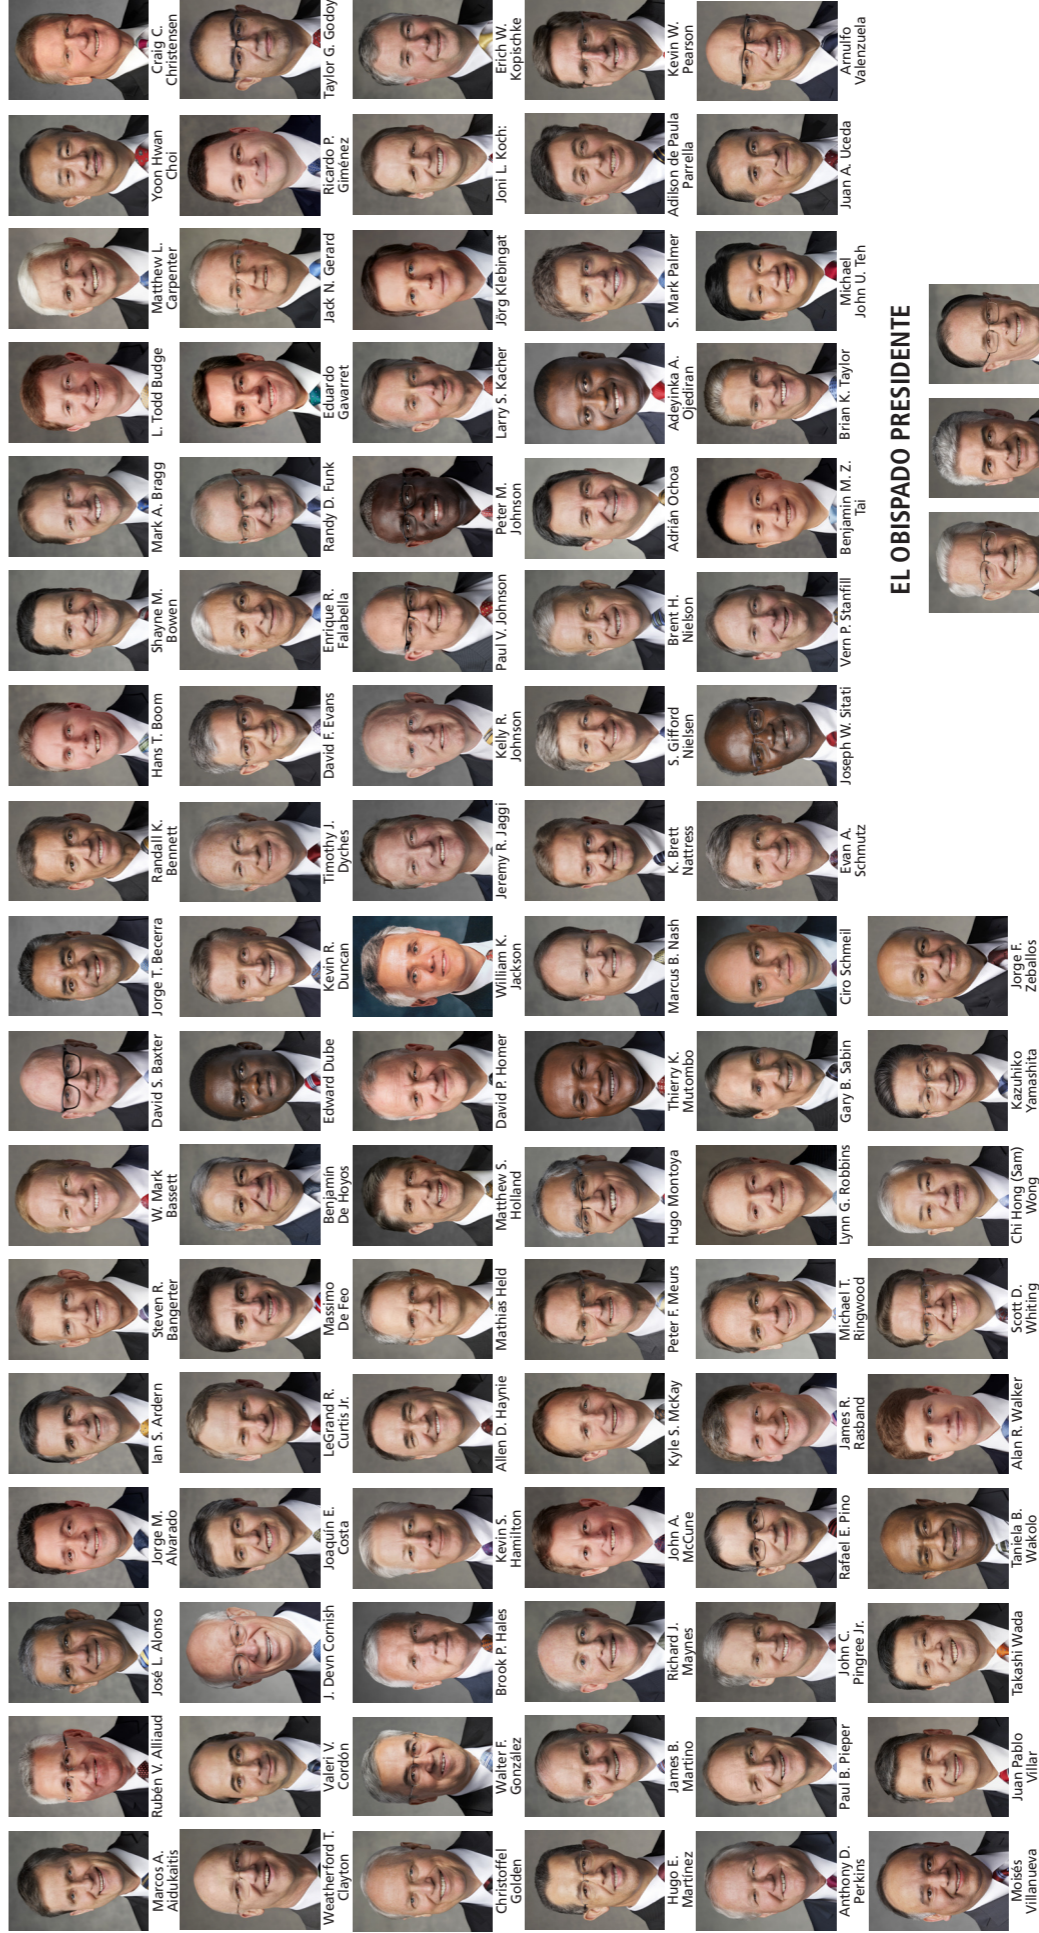 Marcos A.
Aidukaitis
Rubén V. Alliaud
José L. Alonso
Jorge M.
Alvarado
Ian S. Ardern
Steven R.
Bangerter
W. Mark
Bassett
David S. Baxter
Jorge T. Becerra
Randall K.
Bennett
Hans T. Boom
Shayne M.
Bowen
Mark A. Bragg
L. Todd Budge
Matthew L.
Carpenter
Yoon Hwan
Choi
Craig C.
Christensen
Weatherford T.
Clayton
Valeri V.
Cordón
J. Devn Cornish
Joaquín E.
Costa
LeGrand R.
Curtis Jr.
Massimo
De Feo
Benjamín
De Hoyos
Edward Dube
Kevin R.
Duncan
Timothy J.
Dyches
David F. Evans
Enrique R.
Falabella
Randy D. Funk
Eduardo
Gavarret
Jack N. Gerard
Ricardo P.
Giménez
Taylor G. Godoy
Christoffel
Golden
Walter F.
González
Brook P. Hales
Kevin S.
Hamilton
Allen D. Haynie
Mathias Held
Matthew S.
Holland
David P. Homer
William K.
Jackson
Jeremy R. Jaggi
Kelly R.
Johnson
Paul V. Johnson
Peter M.
Johnson
Larry S. Kacher
Jörg Klebingat
Joni L. Koch:
Erich W.
Kopischke
Hugo E.
Martínez
James B.
Martino
Richard J.
Maynes
John A.
McCune
Kyle S. McKay
Peter F. Meurs
Hugo Montoya
Thierry K.
Mutombo
Marcus B. Nash
K. Brett
Nattress
S. Gifford
Nielsen
Brent H.
Nielson
Adrián Ochoa
Adeyinka A.
Ojediran
S. Mark Palmer
Adilson de Paula
Parrella
Kevin W.
Pearson
Anthony D.
Perkins
Paul B. Pieper
John C.
Pingree Jr.
Rafael E. Pino
James R.
Rasband
Michael T.
Ringwood
Lynn G. Robbins
Gary B. Sabin
Ciro Schmeil
Evan A.
Schmutz
Joseph W. Sitati
Vern P. Stanfill
Benjamin M. Z.
Tai
Brian K. Taylor
Michael
John U. Teh
Juan A. Uceda
Arnulfo
Valenzuela
Moisés
Villanueva
Juan Pablo
Villar
Takashi Wada
Taniela B.
Wakolo
Alan R. Walker
Scott D.
Whiting
Chi Hong (Sam)
Wong
Kazuhiko
Yamashita
Jorge F.
Zeballos
EL OBISPADO PRESIDENTE